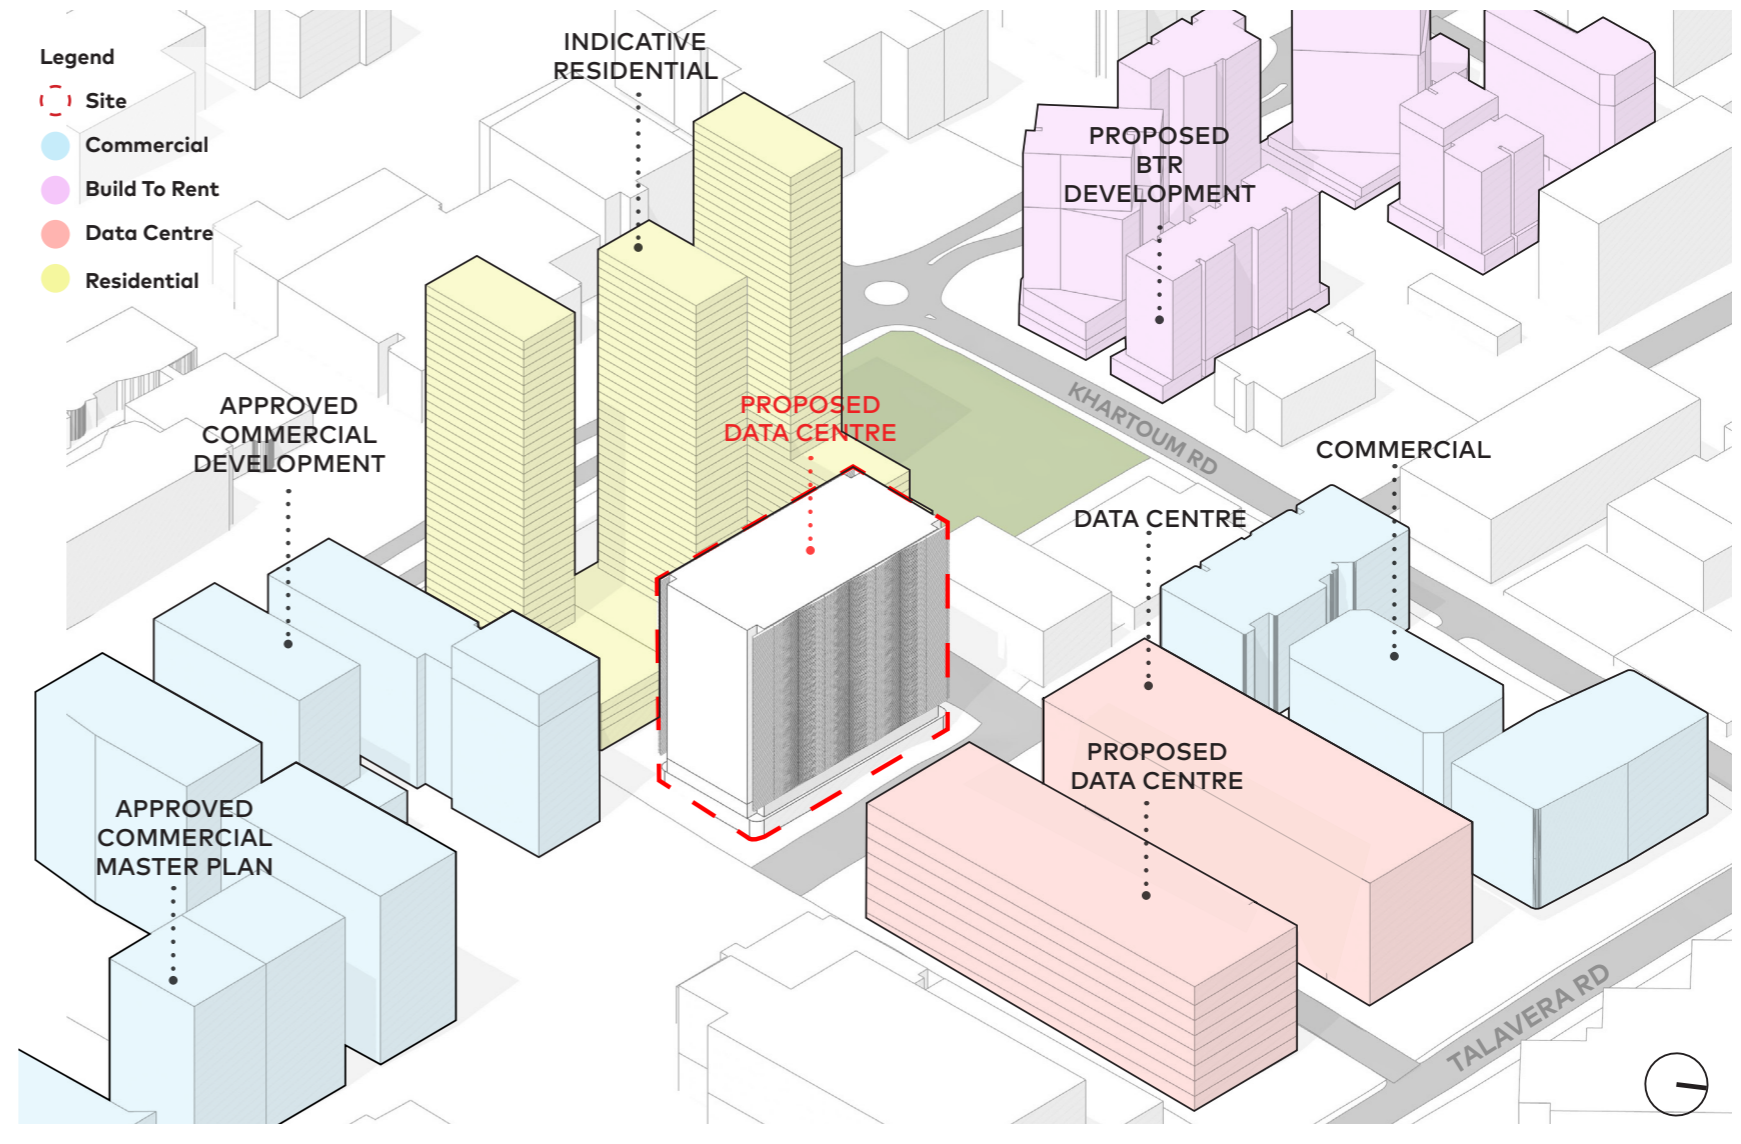 Legend
Site
Commercial
Build To Rent
Data Centre
Residential
INDICATIVE
RESIDENTIAL
PROPOSED
BTR
DEVELOPMENT
APPROVED
COMMERCIAL
DEVELOPMENT
PROPOSED
DATA CENTRE
KHARTOUM RD
COMMERCIAL
DATA CENTRE
PROPOSED
DATA CENTRE
APPROVED
COMMERCIAL
MASTER PLAN
TALAVERA RD